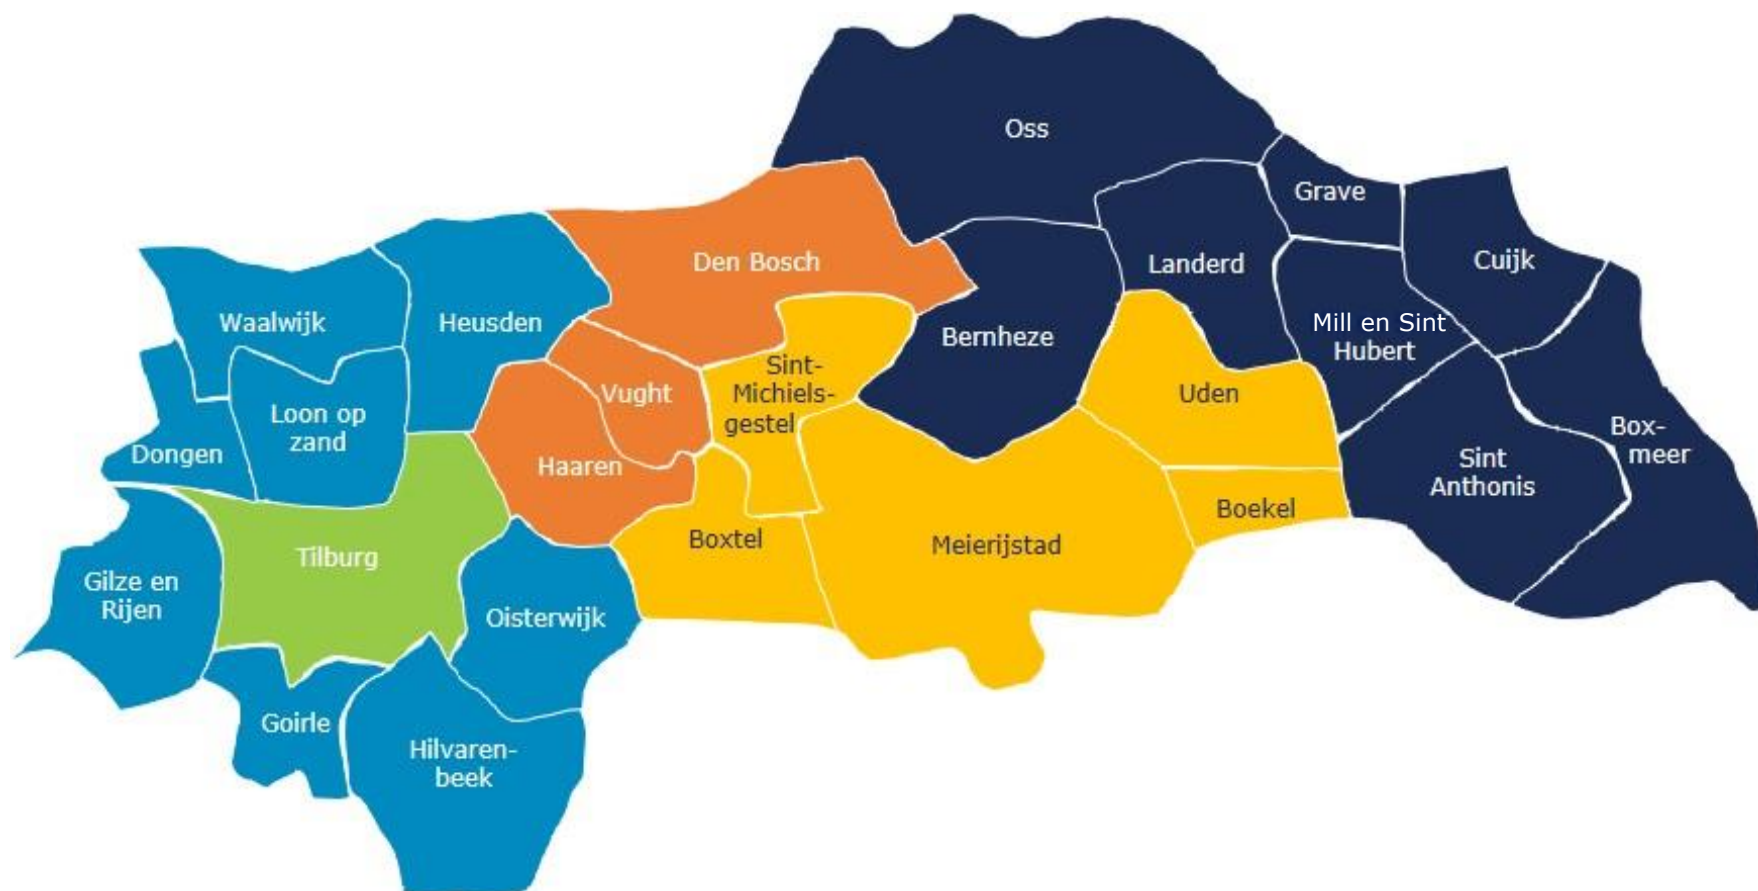 Oss
Grave
Den Bosch
Landerd
Cuijk
Waalwijk
Heusden
Bernheze
Mill en Sint
Hubert
Sint-
Michiels-
gestel
Vught
Uden
Loon op
zand
Dongen
Haaren
Box-
meer
Sint
Anthonis
Boekel
Boxtel
Meierijstad
Tilburg
Gilze en
Rijen
Oisterwijk
Goirle
Hilvaren-
beek